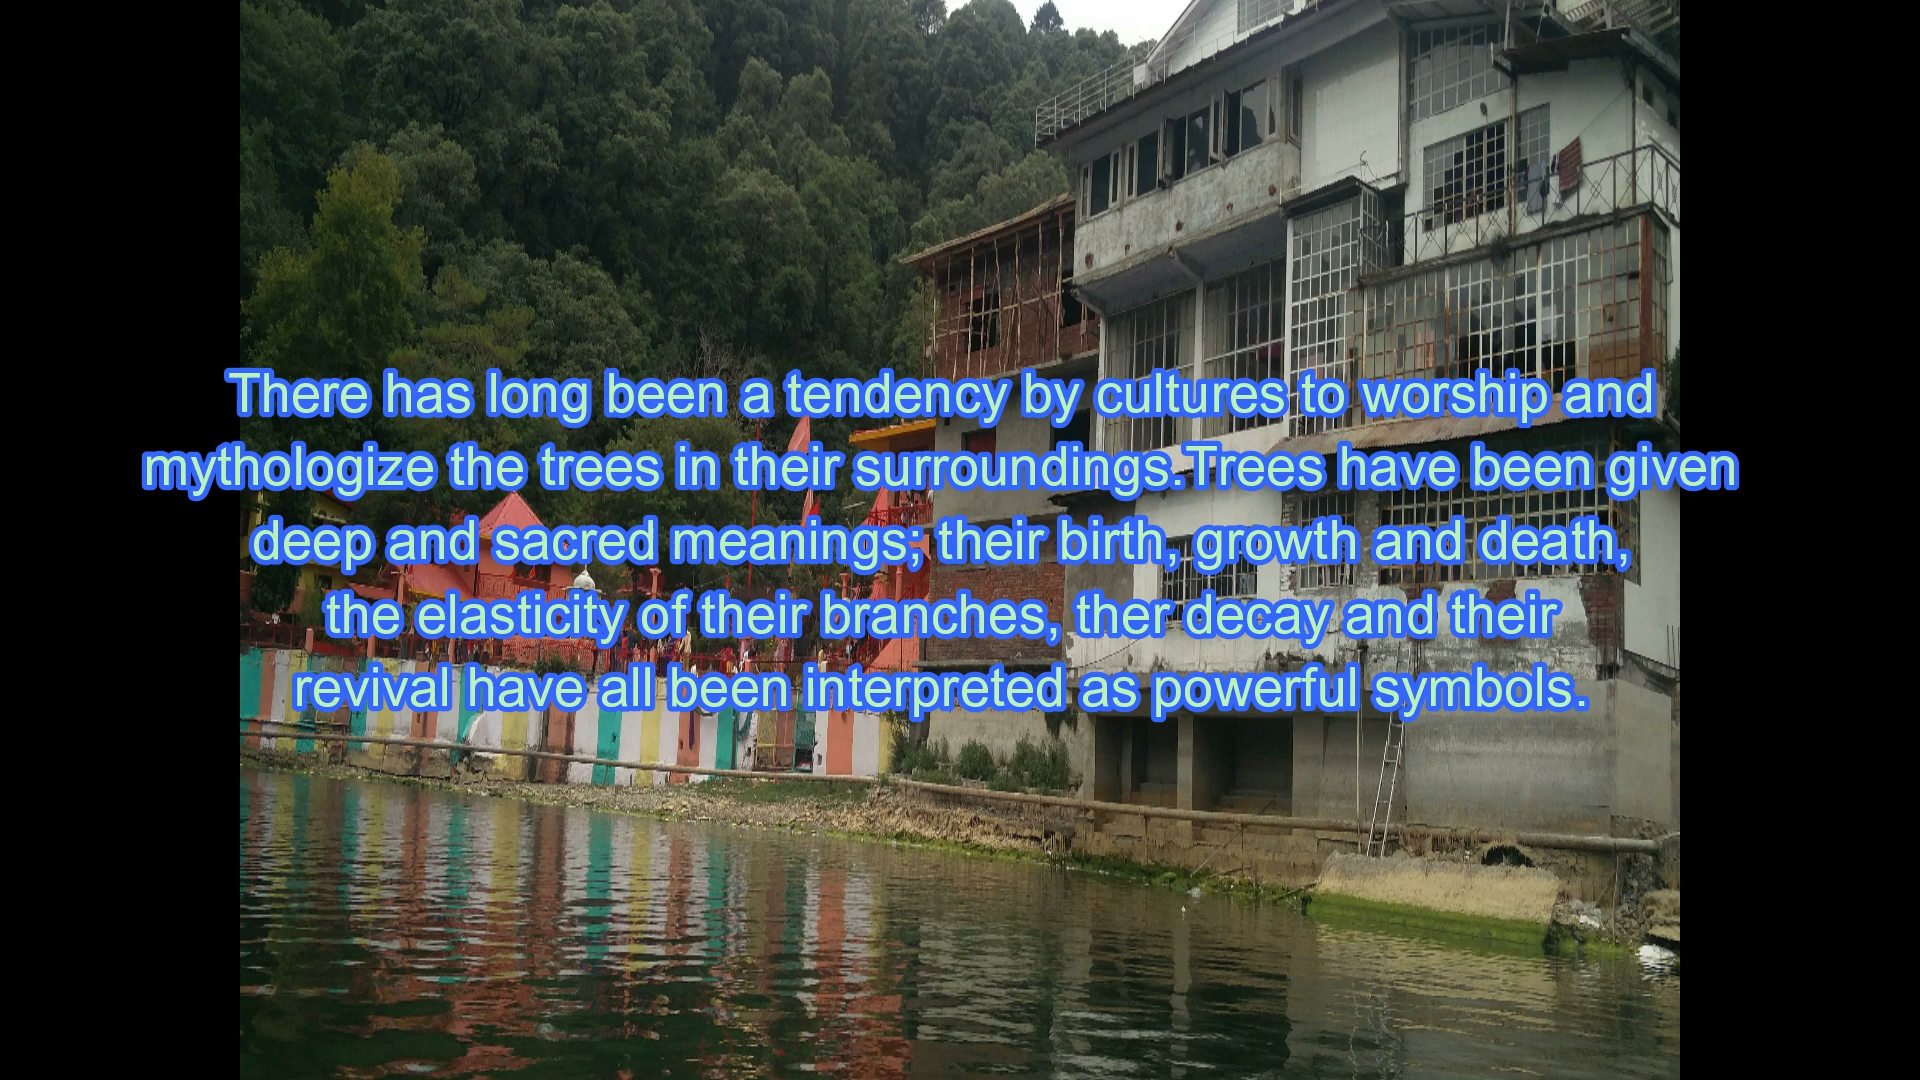 There has long been a tendency by cultures to worship and
mythologize the trees in their surroundings.Trees have been given
deep and sacred meanings; their birth, growth and death,
the elasticity of their branches, ther decay and their
revival have all been interpreted as powerful symbols.